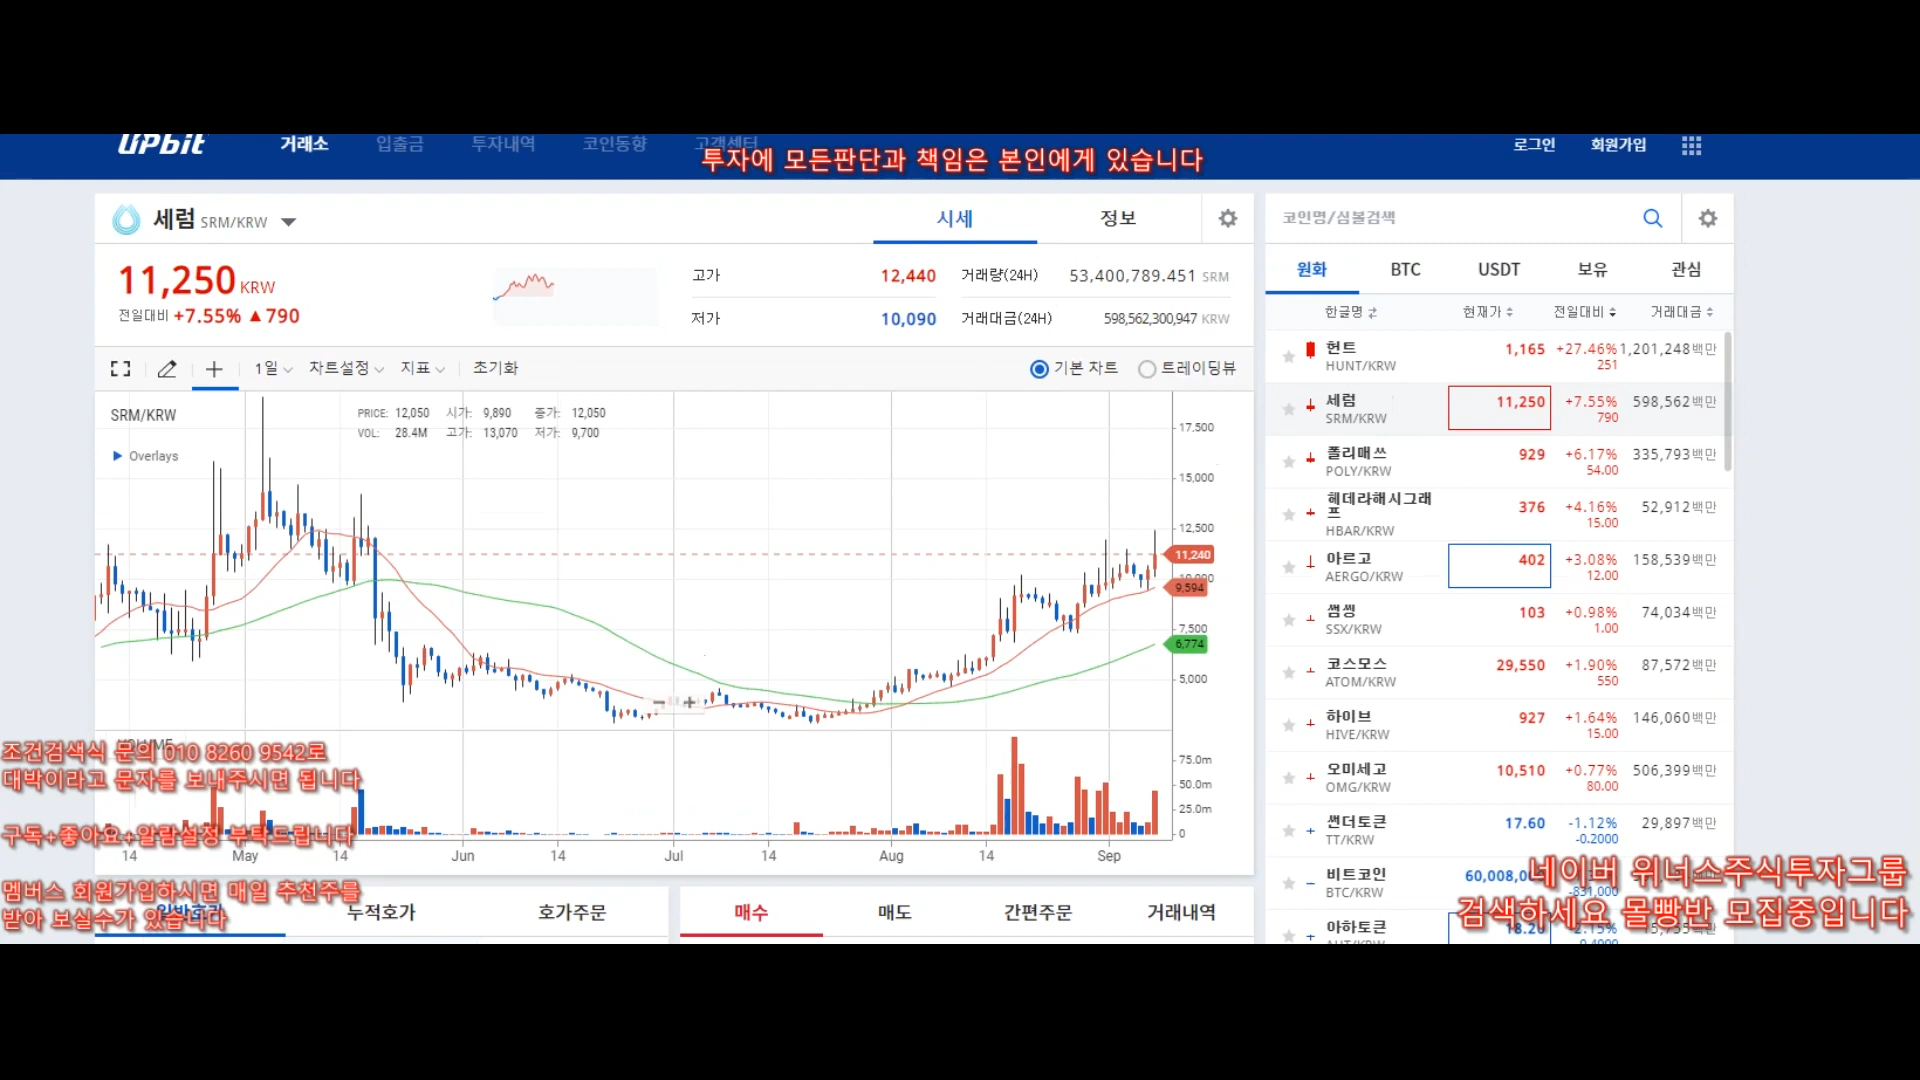 UPbit 거래소 입출금 투자내역 코인동향 고객센터 로그인 회원가입
투자에 모든판단과 책임은 본인에게 있습니다
세럼 SRM/KRW 시세 정보
11,250 KRW
전일대비 +7.55% ▲790
고가 12,440 거래량(24H) 53,400,789.451 SRM
저가 10,090 거래대금(24H) 598,562,300,947 KRW
1일 차트설정 지표 초기화 기본 차트 트레이딩뷰
SRM/KRW
PRICE: 12,050 시가: 9,890 종가: 12,050
VOL: 28.4M 고가: 13,070 저가: 9,700
Overlays
17,500
15,000
12,500
11,240
10,000
9,594
7,500
6,774
5,000
VOLUME
75.0m
50.0m
25.0m
0
14 May 14 Jun 14 Jul 14 Aug 14 Sep
조건검색식 문의 010 8260 9542로
대박이라고 문자를 보내주시면 됩니다
구독+좋아요+알람설정 부탁드립니다
멤버스 회원가입하시면 매일 추천주를
받아 보실수가 있습니다
일반호가 누적호가 호가주문
매수 매도 간편주문 거래내역
코인명/심볼검색
원화 BTC USDT 보유 관심
한글명 현재가 전일대비 거래대금
헌트 1,165 +27.46% 1,201,248백만
HUNT/KRW 251
세럼 11,250 +7.55% 598,562백만
SRM/KRW 790
폴리매쓰 929 +6.17% 335,793백만
POLY/KRW 54.00
헤데라해시그래프 376 +4.16% 52,912백만
HBAR/KRW 15.00
아르고 402 +3.08% 158,539백만
AERGO/KRW 12.00
썸씽 103 +0.98% 74,034백만
SSX/KRW 1.00
코스모스 29,550 +1.90% 87,572백만
ATOM/KRW 550
하이브 927 +1.64% 146,060백만
HIVE/KRW 15.00
오미세고 10,510 +0.77% 506,399백만
OMG/KRW 80.00
썬더토큰 17.60 -1.12% 29,897백만
TT/KRW -0.2000
비트코인
BTC/KRW -831,000
아하토큰 18.20 -2.15%
네이버 위너스주식투자그룹
검색하세요 몰빵반 모집중입니다